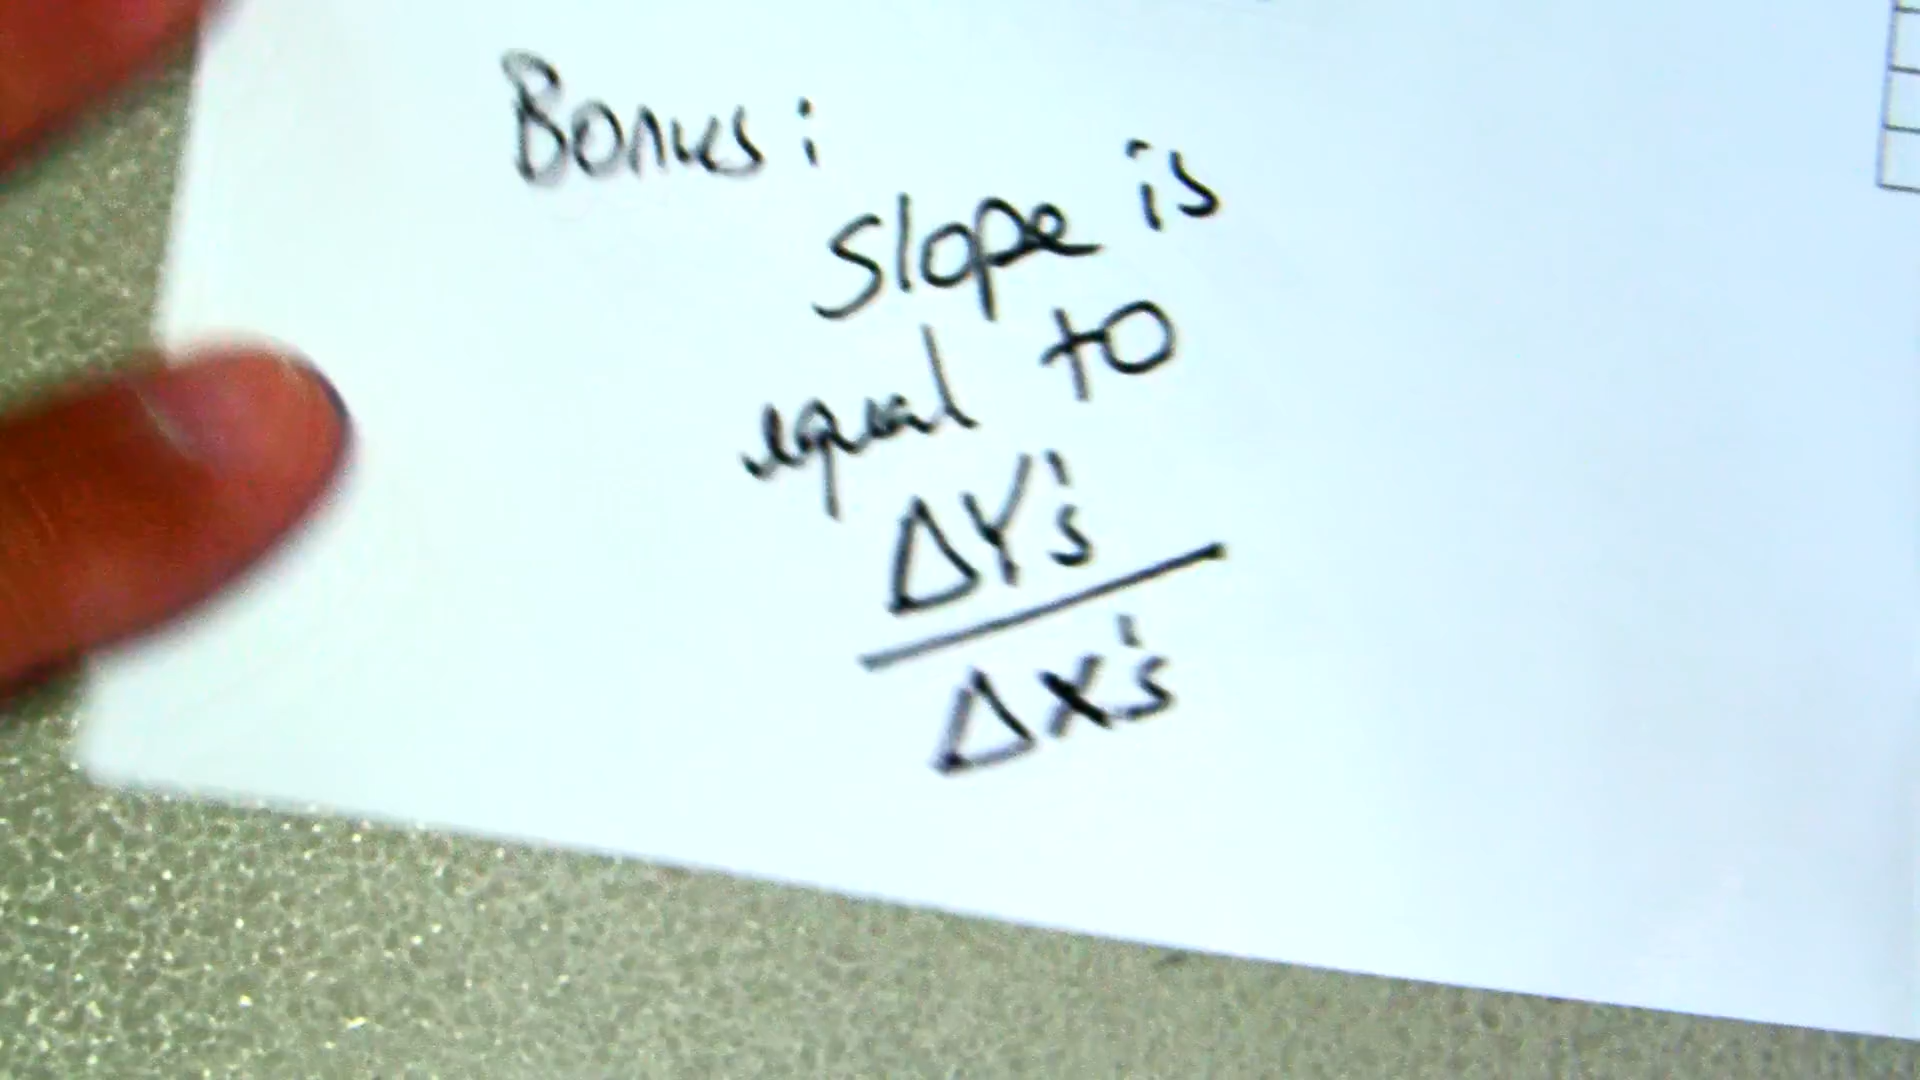 Bonus:
Slope is
equal to
ΔY's
ΔX's